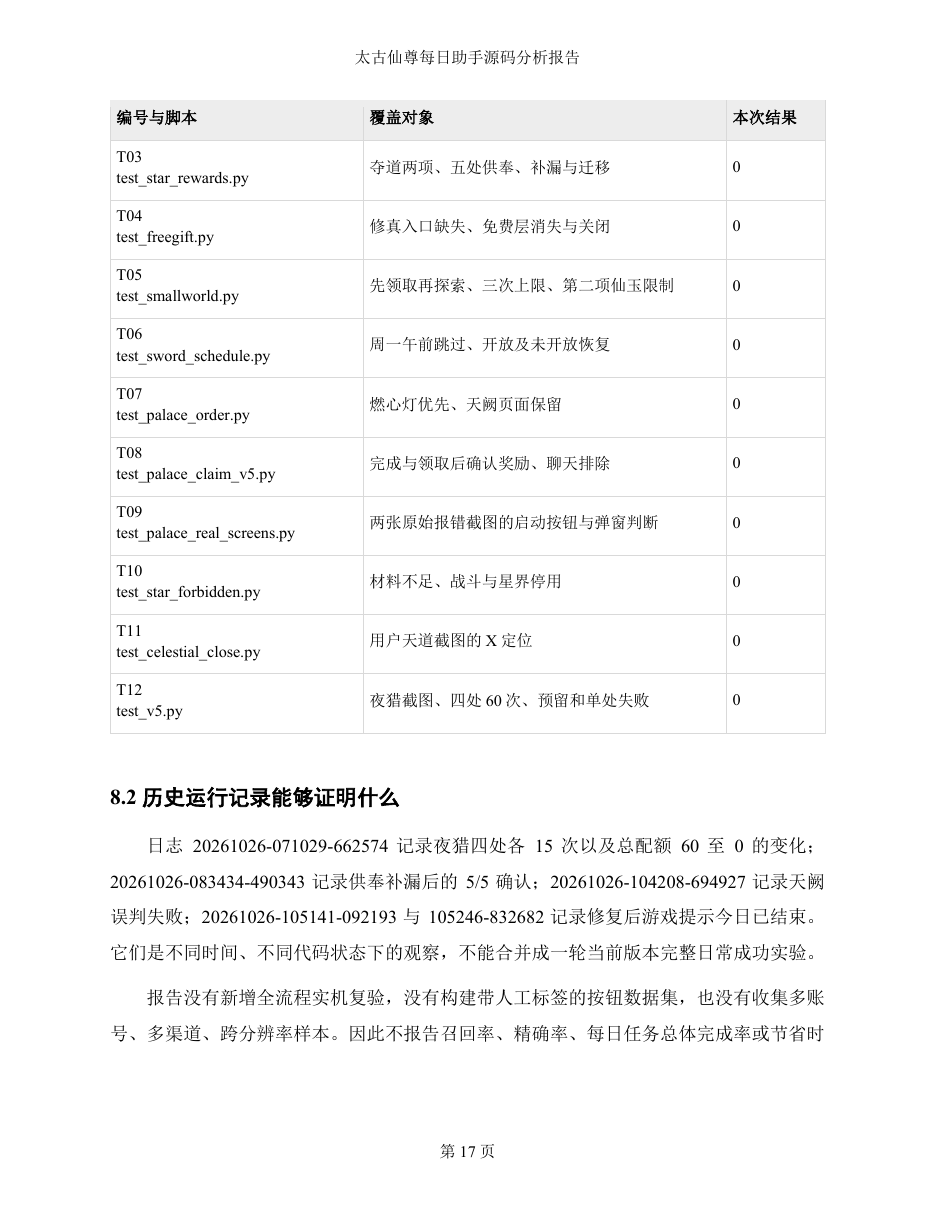 太古仙尊每日助手源码分析报告
编号与脚本 覆盖对象 本次结果
T03
test_star_rewards.py 夺道两项、五处供奉、补漏与迁移 0
T04
test_freegift.py 修真入口缺失、免费层消失与关闭 0
T05
test_smallworld.py 先领取再探索、三次上限、第二项仙玉限制 0
T06
test_sword_schedule.py 周一午前跳过、开放及未开放恢复 0
T07
test_palace_order.py 燃心灯优先、天阙页面保留 0
T08
test_palace_claim_v5.py 完成与领取后确认奖励、聊天排除 0
T09
test_palace_real_screens.py 两张原始报错截图的启动按钮与弹窗判断 0
T10
test_star_forbidden.py 材料不足、战斗与星界停用 0
T11
test_celestial_close.py 用户天道截图的 X 定位 0
T12
test_v5.py 夜猎截图、四处 60 次、预留和单处失败 0
8.2 历史运行记录能够证明什么
日志 20261026-071029-662574 记录夜猎四处各 15 次以及总配额 60 至 0 的变化；
20261026-083434-490343 记录供奉补漏后的 5/5 确认；20261026-104208-694927 记录天阙
误判失败；20261026-105141-092193 与 105246-832682 记录修复后游戏提示今日已结束。
它们是不同时间、不同代码状态下的观察，不能合并成一轮当前版本完整日常成功实验。
报告没有新增全流程实机复验，没有构建带人工标签的按钮数据集，也没有收集多账
号、多渠道、跨分辨率样本。因此不报告召回率、精确率、每日任务总体完成率或节省时
第 17 页